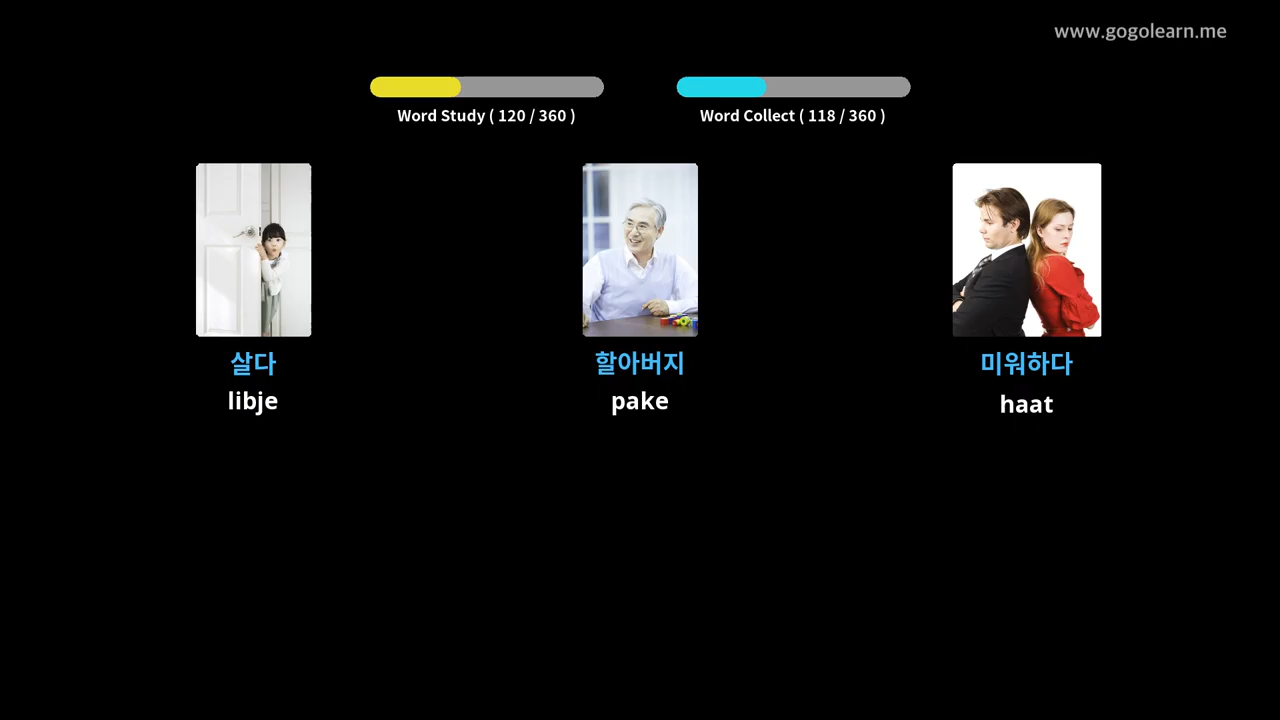 www.gogolearn.me
Word Study ( 120 / 360 )
Word Collect ( 118 / 360 )
살다
libje
할아버지
pake
미워하다
haat